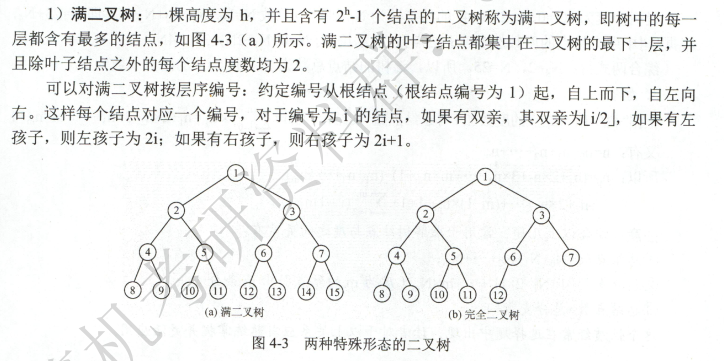 1）满二叉树：一棵高度为 h，并且含有 2ʰ-1 个结点的二叉树称为满二叉树，即树中的每一
层都含有最多的结点，如图 4-3（a）所示。满二叉树的叶子结点都集中在二叉树的最下一层，并
且除叶子结点之外的每个结点度数均为 2。
可以对满二叉树按层序编号：约定编号从根结点（根结点编号为 1）起，自上而下，自左向
右。这样每个结点对应一个编号，对于编号为 i 的结点，如果有双亲，其双亲为⌊i/2⌋，如果有左
孩子，则左孩子为 2i；如果有右孩子，则右孩子为 2i+1。
1
2 3
4 5 6 7
8 9 10 11 12 13 14 15
(a) 满二叉树
1
2 3
4 5 6 7
8 9 10 11 12
(b) 完全二叉树
图 4-3 两种特殊形态的二叉树
机考研资料群：